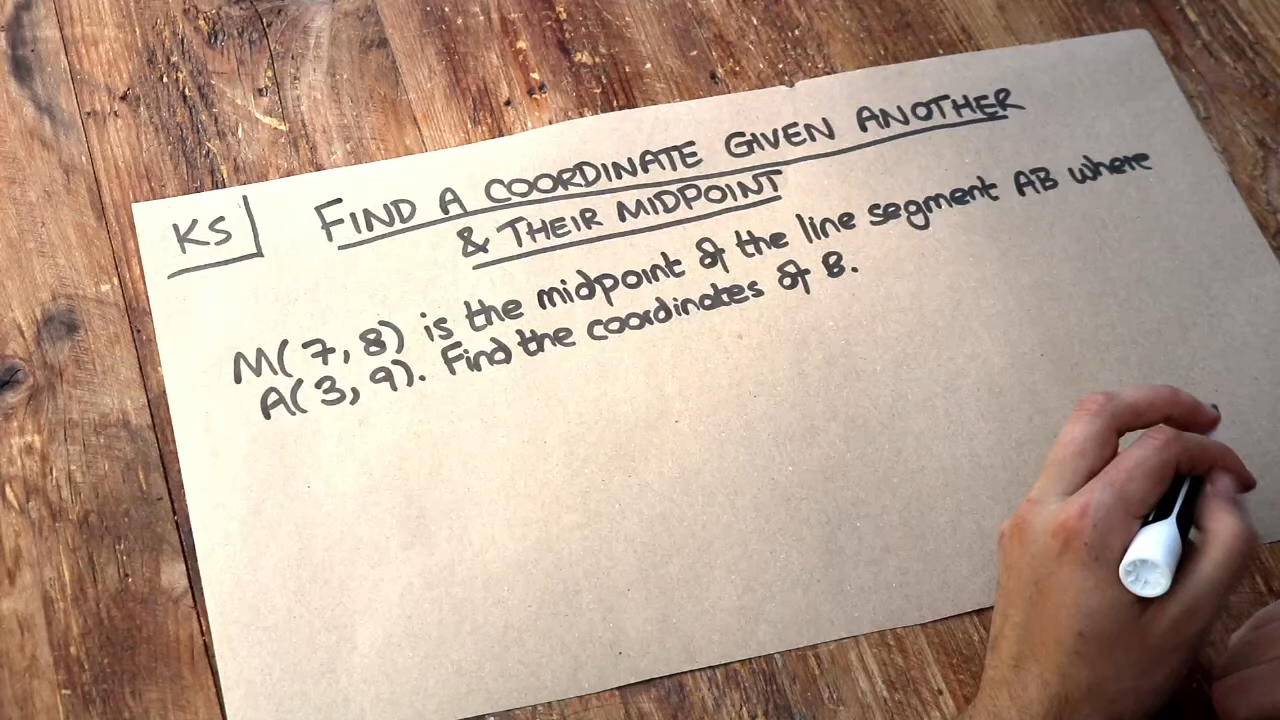 KS
FIND A COORDINATE GIVEN ANOTHER
& THEIR MIDPOINT
M(7, 8) is the midpoint of the line segment AB where
A(3, 9). Find the coordinates of B.